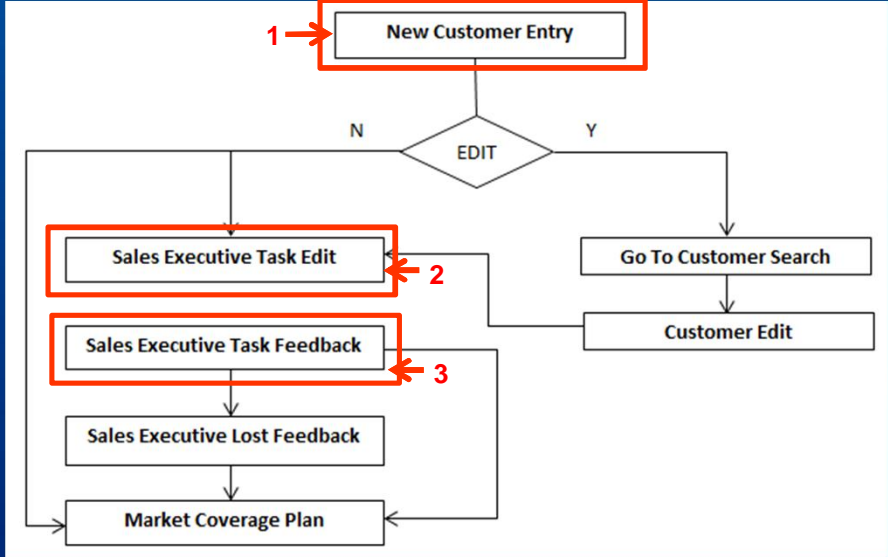 1
New Customer Entry
N
Y
EDIT
Sales Executive Task Edit
2
Go To Customer Search
Customer Edit
Sales Executive Task Feedback
3
Sales Executive Lost Feedback
Market Coverage Plan